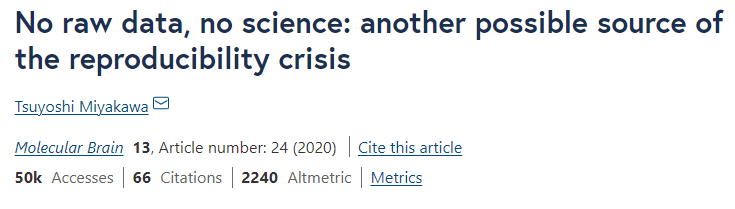 No raw data, no science: another possible source of
the reproducibility crisis
Tsuyoshi Miyakawa
Molecular Brain 13, Article number: 24 (2020) Cite this article
50k Accesses 66 Citations 2240 Altmetric Metrics